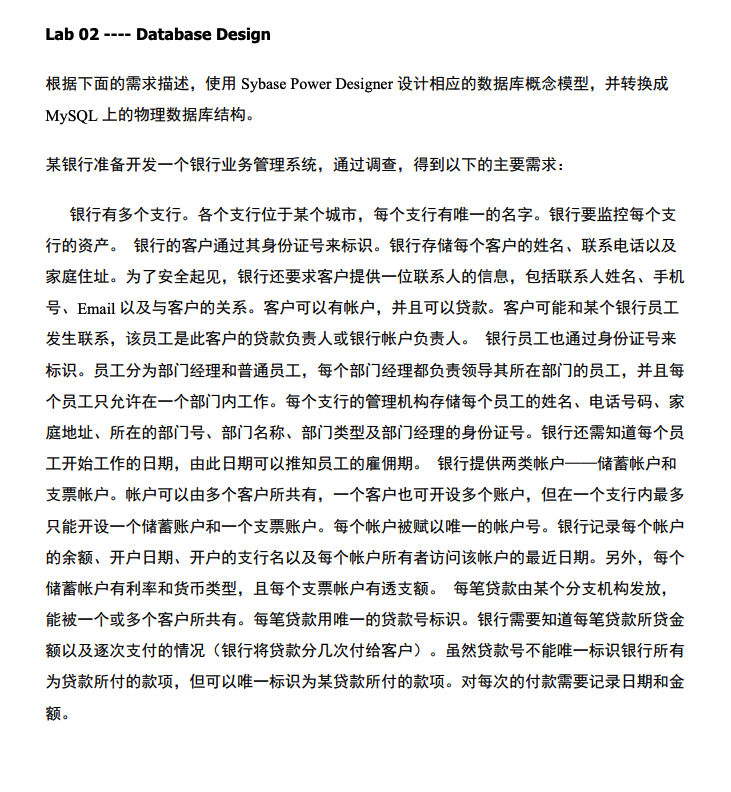 Lab 02 ---- Database Design
根据下面的需求描述，使用 Sybase Power Designer 设计相应的数据库概念模型，并转换成
MySQL 上的物理数据库结构。
某银行准备开发一个银行业务管理系统，通过调查，得到以下的主要需求：
银行有多个支行。各个支行位于某个城市，每个支行有唯一的名字。银行要监控每个支
行的资产。 银行的客户通过其身份证号来标识。银行存储每个客户的姓名、联系电话以及
家庭住址。为了安全起见，银行还要求客户提供一位联系人的信息，包括联系人姓名、手机
号、Email 以及与客户的关系。客户可以有帐户，并且可以贷款。客户可能和某个银行员工
发生联系，该员工是此客户的贷款负责人或银行帐户负责人。 银行员工也通过身份证号来
标识。员工分为部门经理和普通员工，每个部门经理都负责领导其所在部门的员工，并且每
个员工只允许在一个部门内工作。每个支行的管理机构存储每个员工的姓名、电话号码、家
庭地址、所在的部门号、部门名称、部门类型及部门经理的身份证号。银行还需知道每个员
工开始工作的日期，由此日期可以推知员工的雇佣期。 银行提供两类帐户——储蓄帐户和
支票帐户。帐户可以由多个客户所共有，一个客户也可开设多个账户，但在一个支行内最多
只能开设一个储蓄账户和一个支票账户。每个帐户被赋以唯一的帐户号。银行记录每个帐户
的余额、开户日期、开户的支行名以及每个帐户所有者访问该帐户的最近日期。另外，每个
储蓄帐户有利率和货币类型，且每个支票帐户有透支额。 每笔贷款由某个分支机构发放，
能被一个或多个客户所共有。每笔贷款用唯一的贷款号标识。银行需要知道每笔贷款所贷金
额以及逐次支付的情况（银行将贷款分几次付给客户）。虽然贷款号不能唯一标识银行所有
为贷款所付的款项，但可以唯一标识为某贷款所付的款项。对每次的付款需要记录日期和金
额。